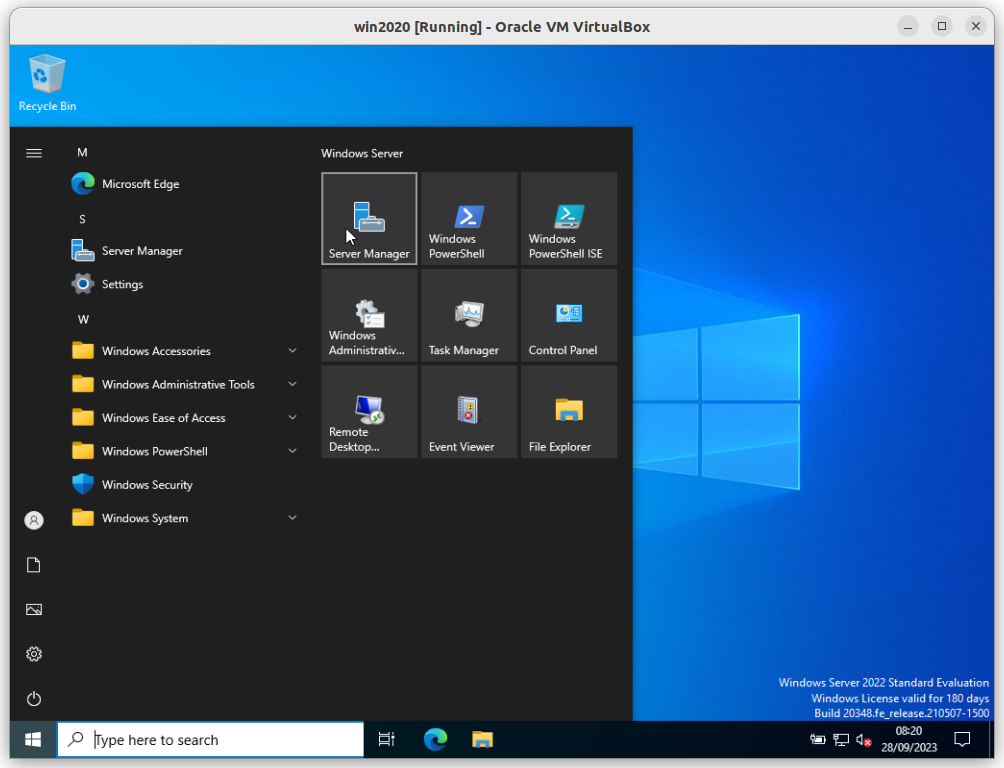 win2020 [Running] - Oracle VM VirtualBox
Recycle Bin
M
Microsoft Edge
S
Server Manager
Settings
W
Windows Accessories
Windows Administrative Tools
Windows Ease of Access
Windows PowerShell
Windows Security
Windows System
Windows Server
Server Manager
Windows
PowerShell
Windows
PowerShell ISE
Windows
Administrativ...
Task Manager
Control Panel
Remote
Desktop...
Event Viewer
File Explorer
Windows Server 2022 Standard Evaluation
Windows License valid for 180 days
Build 20348.fe_release.210507-1500
Type here to search
08:20
28/09/2023